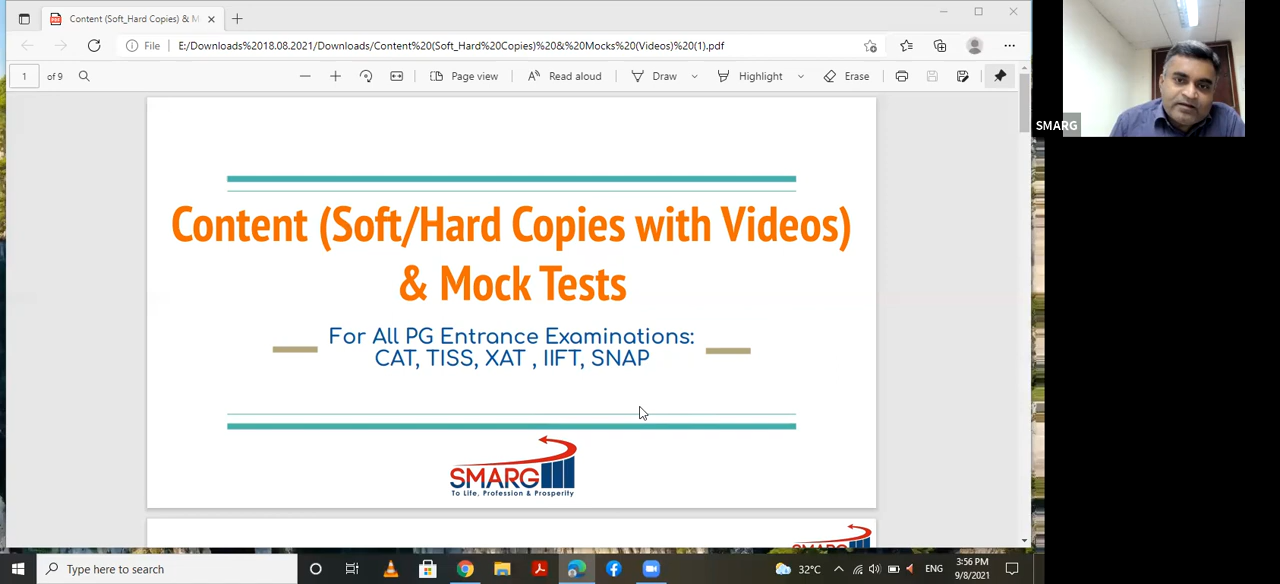 Content (Soft_Hard Copies) & M
File
E:/Downloads%2018.08.2021/Downloads/Content%20(Soft_Hard%20Copies)%20&%20Mocks%20(Videos)%20(1).pdf
1 of 9
Page view
Read aloud
Draw
Highlight
Erase
SMARG
Content (Soft/Hard Copies with Videos)
& Mock Tests
For All PG Entrance Examinations:
CAT, TISS, XAT , IIFT, SNAP
SMARG
To Life, Profession & Prosperity
Type here to search
32°C
ENG
3:56 PM
9/8/2021